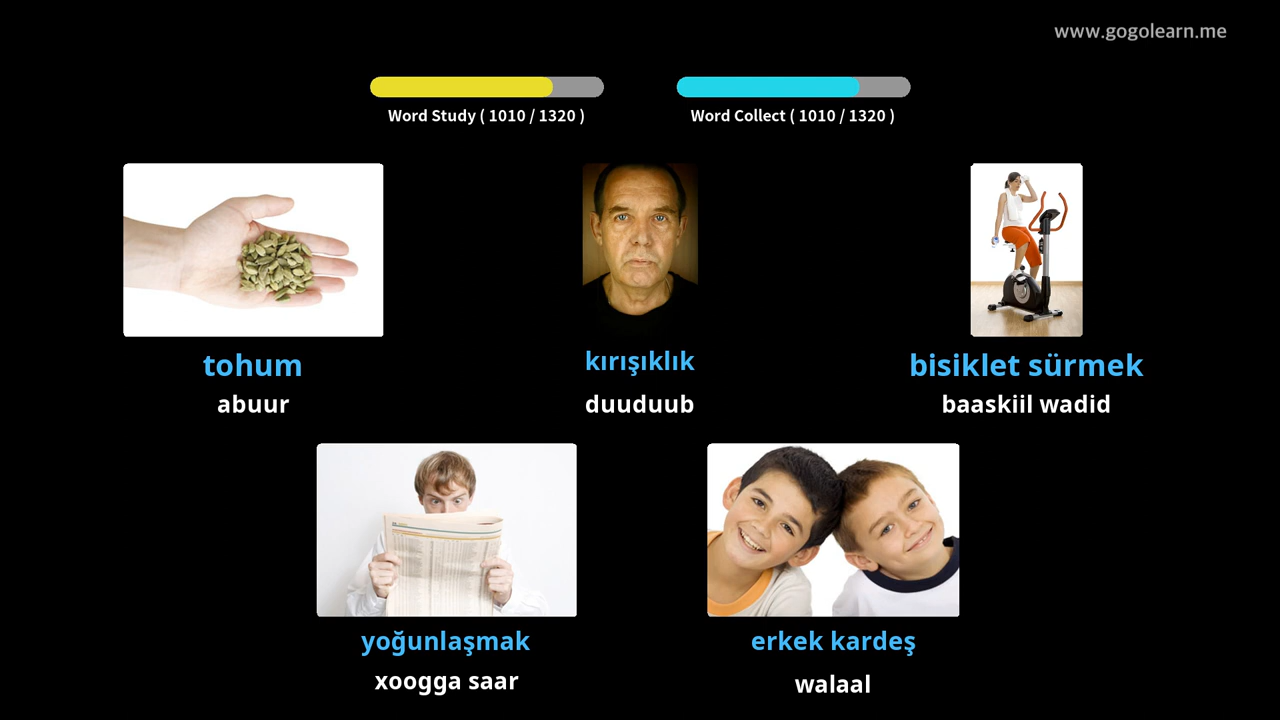 www.gogolearn.me
Word Study ( 1010 / 1320 )
Word Collect ( 1010 / 1320 )
tohum
abuur
kırışıklık
duuduub
bisiklet sürmek
baaskiil wadid
yoğunlaşmak
xoogga saar
erkek kardeş
walaal